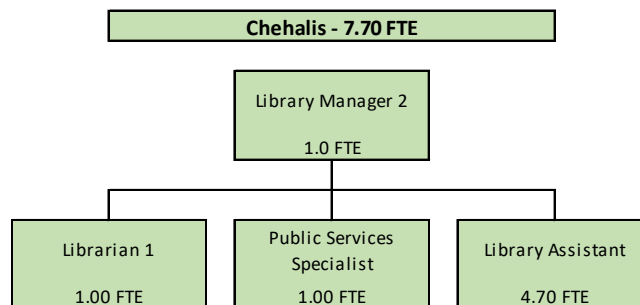 Chehalis - 7.70 FTE
Library Manager 2
1.0 FTE
Librarian 1
1.00 FTE
Public Services
Specialist
1.00 FTE
Library Assistant
4.70 FTE